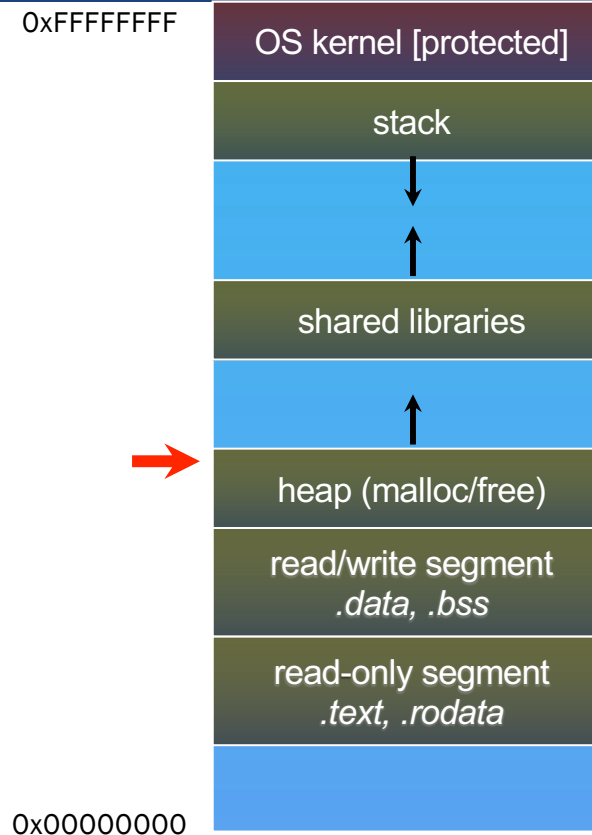 0xFFFFFFFF
OS kernel [protected]
stack
shared libraries
heap (malloc/free)
read/write segment
.data, .bss
read-only segment
.text, .rodata
0x00000000